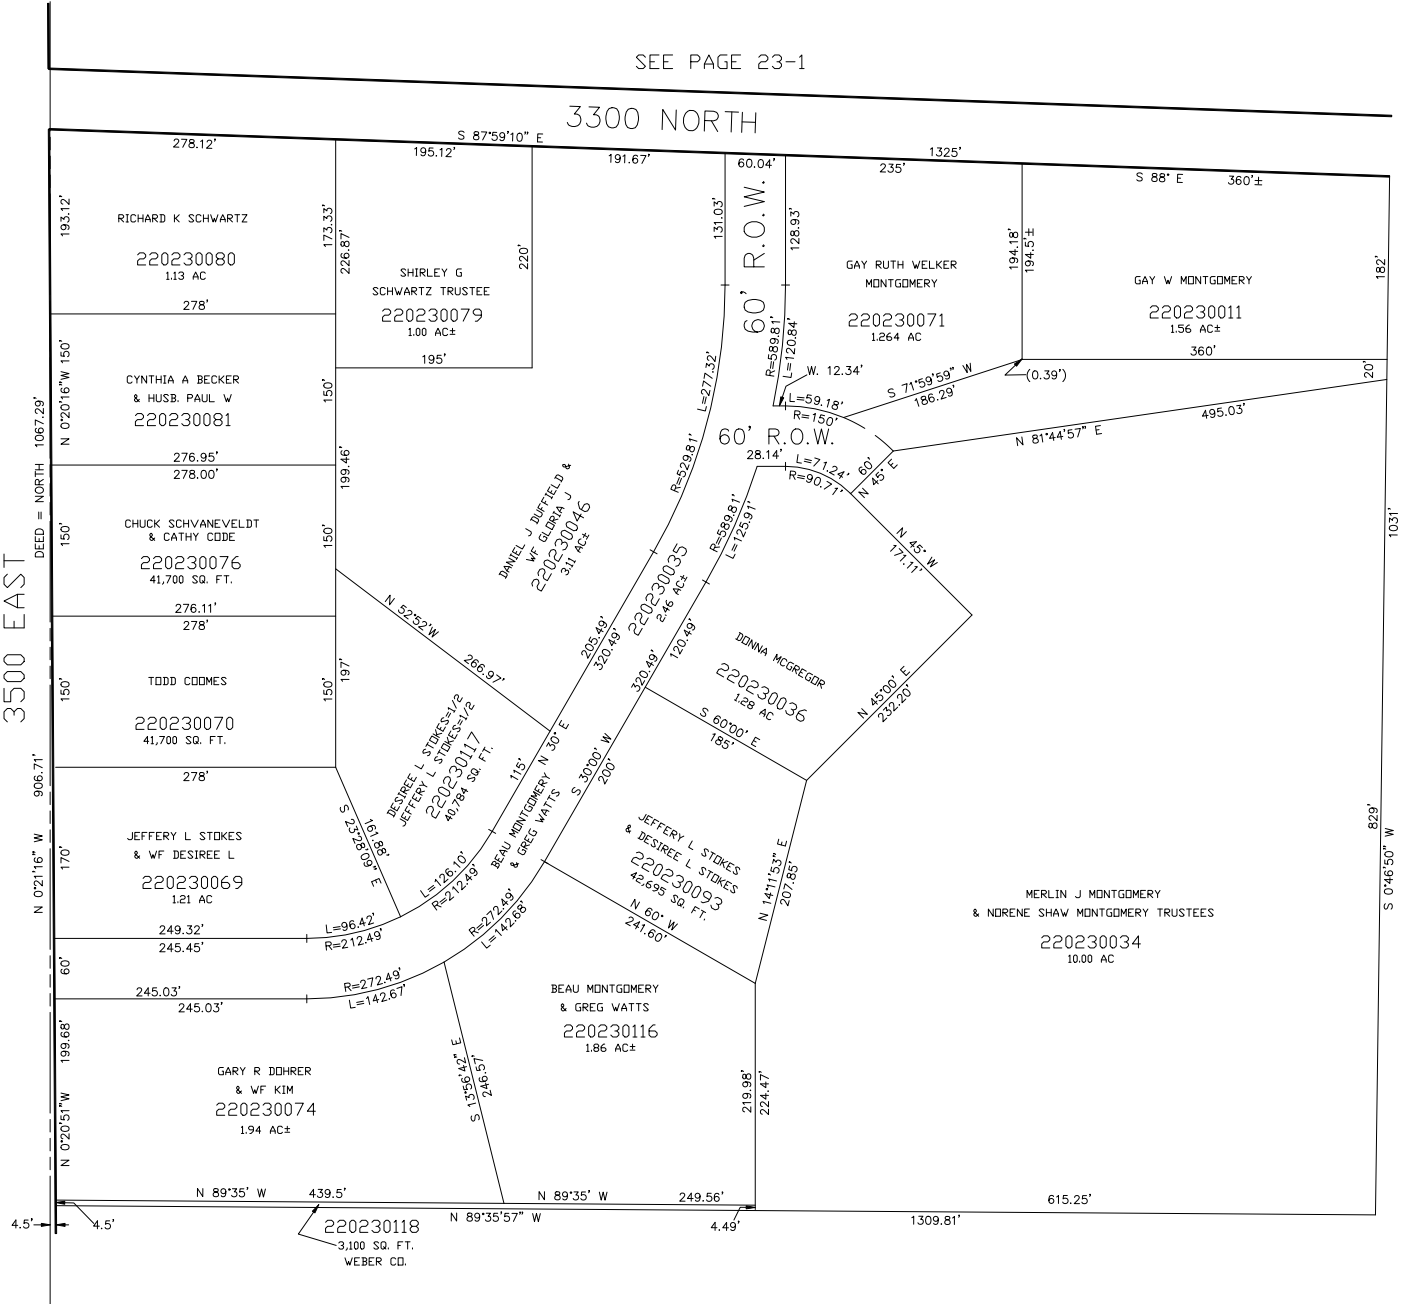 SEE PAGE 23-1
3300 NORTH
S 87°59'10" E
278.12'
195.12'
191.67'
60.04'
1325'
235'
S 88° E
360'±
193.12'
RICHARD K SCHWARTZ
220230080
1.13 AC
278'
173.33'
226.87'
SHIRLEY G
SCHWARTZ TRUSTEE
220230079
1.00 AC±
195'
220'
131.03'
60' R.O.W.
128.93'
GAY RUTH WELKER
MONTGOMERY
220230071
1.264 AC
194.18'
194.5'±
GAY W MONTGOMERY
220230011
1.56 AC±
182'
360'
20'
(0.39')
R=589.81'
L=120.84'
W. 12.34'
S 71°59'59" W
186.29'
L=59.18'
R=150'
60' R.O.W.
28.14'
L=71.24'
R=90.71'
60'
N 45° E
N 81°44'57" E
495.03'
150'
N 0°20'16"W
CYNTHIA A BECKER
& HUSB. PAUL W
220230081
276.95'
278.00'
150'
199.46'
L=277.32'
R=529.81'
DEED = NORTH 1067.29'
150'
CHUCK SCHVANEVELDT
& CATHY CODE
220230076
41,700 SQ. FT.
276.11'
278'
150'
DANIEL J DUFFIELD &
WF GLORIA J
220230046
3.11 AC±
R=589.81'
L=125.91'
220230035
2.46 AC±
N 45° W
171.11'
1031'
3500 EAST
150'
TODD COOMES
220230070
41,700 SQ. FT.
278'
150'
197'
N 52°52'W
266.97'
205.49'
320.49'
120.49'
320.49'
DONNA MCGREGOR
220230036
1.28 AC
N 45°00' E
232.20'
S 60°00' E
185'
DESIREE L STOKES=1/2
JEFFERY L STOKES=1/2
220230117
40,784 SQ. FT.
115'
N 30° E
BEAU MONTGOMERY
& GREG WATTS
S 30°00' W
200'
906.71'
N 0°21'16" W
170'
JEFFERY L STOKES
& WF DESIREE L
220230069
1.21 AC
249.32'
245.45'
161.88'
S 23°28'09" E
L=126.10'
R=212.49'
L=96.42'
R=212.49'
R=272.49'
L=142.68'
JEFFERY L STOKES
& DESIREE L STOKES
220230093
42,695 SQ. FT.
N 60° W
241.60'
N 14°11'53" E
207.85'
829'
S 0°46'50" W
MERLIN J MONTGOMERY
& NORENE SHAW MONTGOMERY TRUSTEES
220230034
10.00 AC
60'
245.03'
245.03'
R=272.49'
L=142.67'
BEAU MONTGOMERY
& GREG WATTS
220230116
1.86 AC±
199.68'
N 0°20'51"W
GARY R DOHRER
& WF KIM
220230074
1.94 AC±
S 13°56'42" E
246.57'
219.98'
224.47'
N 89°35' W
439.5'
N 89°35' W
249.56'
615.25'
4.5'
4.5'
220230118
3,100 SQ. FT.
WEBER CO.
N 89°35'57" W
4.49'
1309.81'